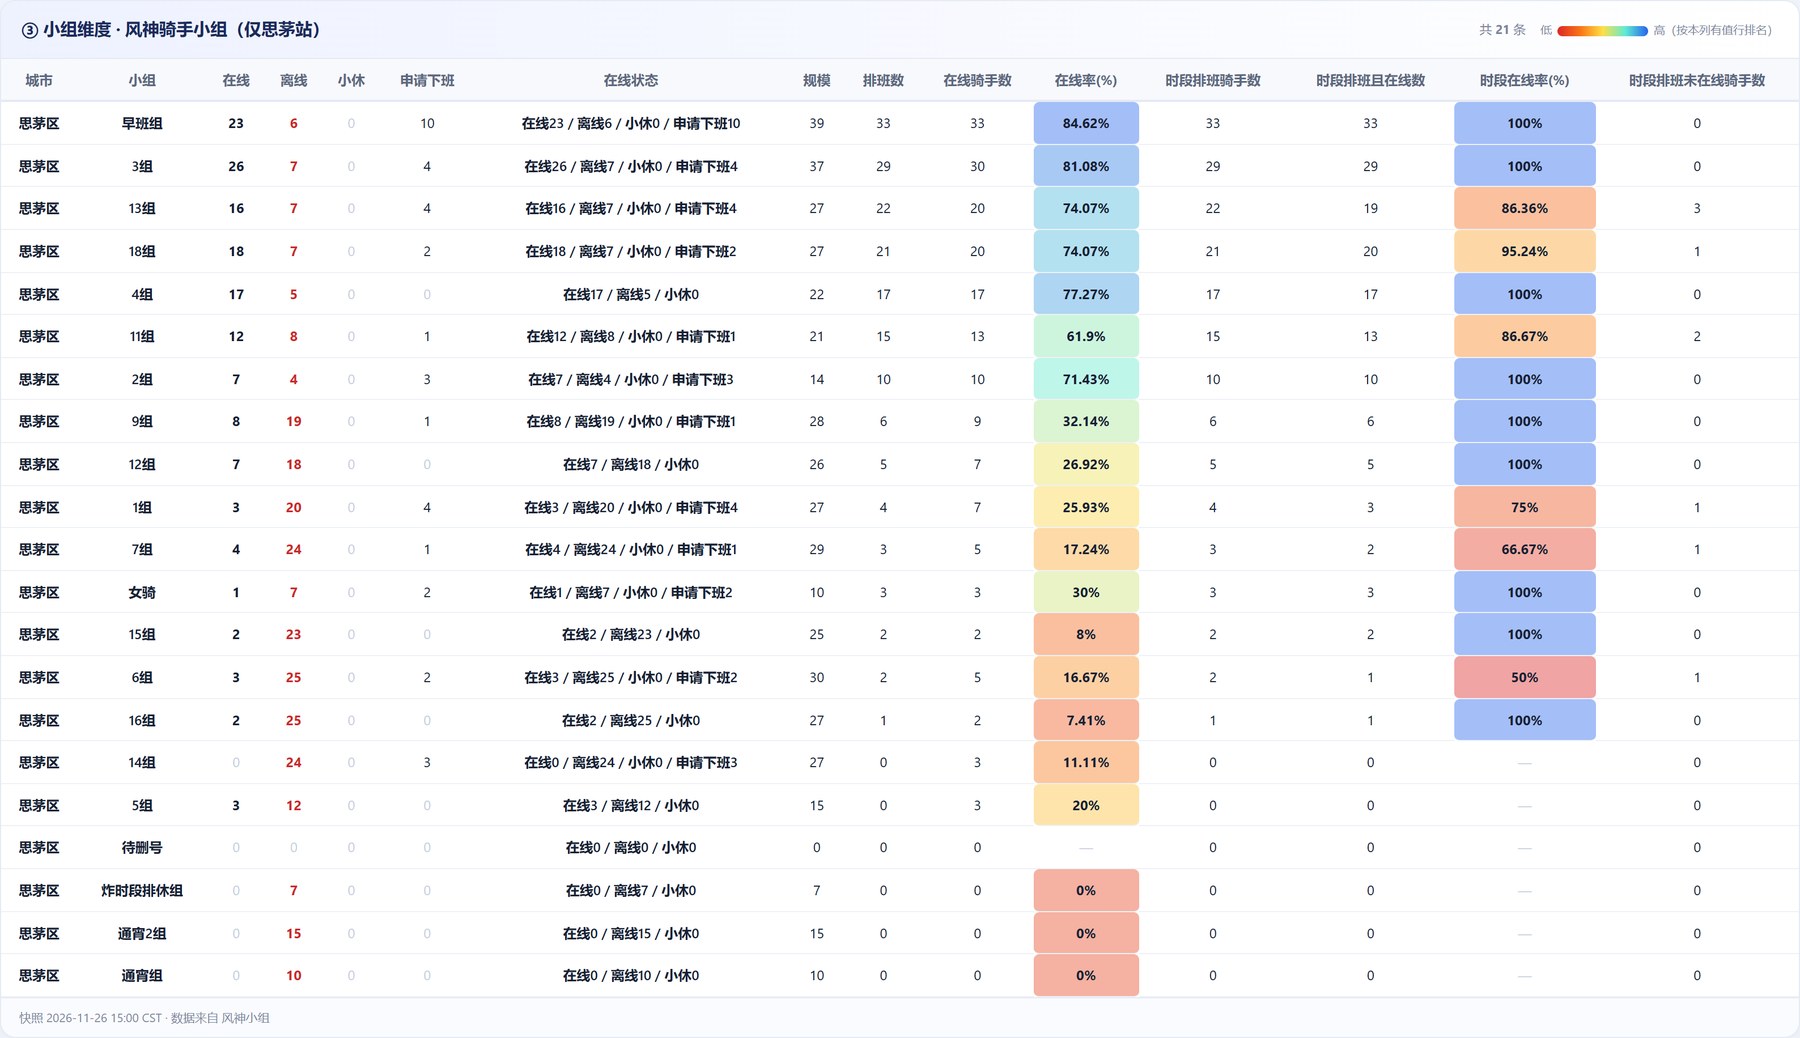 ③ 小组维度 · 风神骑手小组（仅思茅站）
共 21 条 低 高 (按本列有值行排名)
城市 小组 在线 离线 小休 申请下班 在线状态 规模 排班数 在线骑手数 在线率(%) 时段排班骑手数 时段排班且在线数 时段在线率(%) 时段排班未在线骑手数
思茅区 早班组 23 6 0 10 在线23 / 离线6 / 小休0 / 申请下班10 39 33 33 84.62% 33 33 100% 0
思茅区 3组 26 7 0 4 在线26 / 离线7 / 小休0 / 申请下班4 37 29 30 81.08% 29 29 100% 0
思茅区 13组 16 7 0 4 在线16 / 离线7 / 小休0 / 申请下班4 27 22 20 74.07% 22 19 86.36% 3
思茅区 18组 18 7 0 2 在线18 / 离线7 / 小休0 / 申请下班2 27 21 20 74.07% 21 20 95.24% 1
思茅区 4组 17 5 0 0 在线17 / 离线5 / 小休0 22 17 17 77.27% 17 17 100% 0
思茅区 11组 12 8 0 1 在线12 / 离线8 / 小休0 / 申请下班1 21 15 13 61.9% 15 13 86.67% 2
思茅区 2组 7 4 0 3 在线7 / 离线4 / 小休0 / 申请下班3 14 10 10 71.43% 10 10 100% 0
思茅区 9组 8 19 0 1 在线8 / 离线19 / 小休0 / 申请下班1 28 6 9 32.14% 6 6 100% 0
思茅区 12组 7 18 0 0 在线7 / 离线18 / 小休0 26 5 7 26.92% 5 5 100% 0
思茅区 1组 3 20 0 4 在线3 / 离线20 / 小休0 / 申请下班4 27 4 7 25.93% 4 3 75% 1
思茅区 7组 4 24 0 1 在线4 / 离线24 / 小休0 / 申请下班1 29 3 5 17.24% 3 2 66.67% 1
思茅区 女骑 1 7 0 2 在线1 / 离线7 / 小休0 / 申请下班2 10 3 3 30% 3 3 100% 0
思茅区 15组 2 23 0 0 在线2 / 离线23 / 小休0 25 2 2 8% 2 2 100% 0
思茅区 6组 3 25 0 2 在线3 / 离线25 / 小休0 / 申请下班2 30 2 5 16.67% 2 1 50% 1
思茅区 16组 2 25 0 0 在线2 / 离线25 / 小休0 27 1 2 7.41% 1 1 100% 0
思茅区 14组 0 24 0 3 在线0 / 离线24 / 小休0 / 申请下班3 27 0 3 11.11% 0 0 — 0
思茅区 5组 3 12 0 0 在线3 / 离线12 / 小休0 15 0 3 20% 0 0 — 0
思茅区 待删号 0 0 0 0 在线0 / 离线0 / 小休0 0 0 0 — 0 0 — 0
思茅区 炸时段排休组 0 7 0 0 在线0 / 离线7 / 小休0 7 0 0 0% 0 0 — 0
思茅区 通宵2组 0 15 0 0 在线0 / 离线15 / 小休0 15 0 0 0% 0 0 — 0
思茅区 通宵组 0 10 0 0 在线0 / 离线10 / 小休0 10 0 0 0% 0 0 — 0
快照 2026-11-26 15:00 CST · 数据来自 风神小组